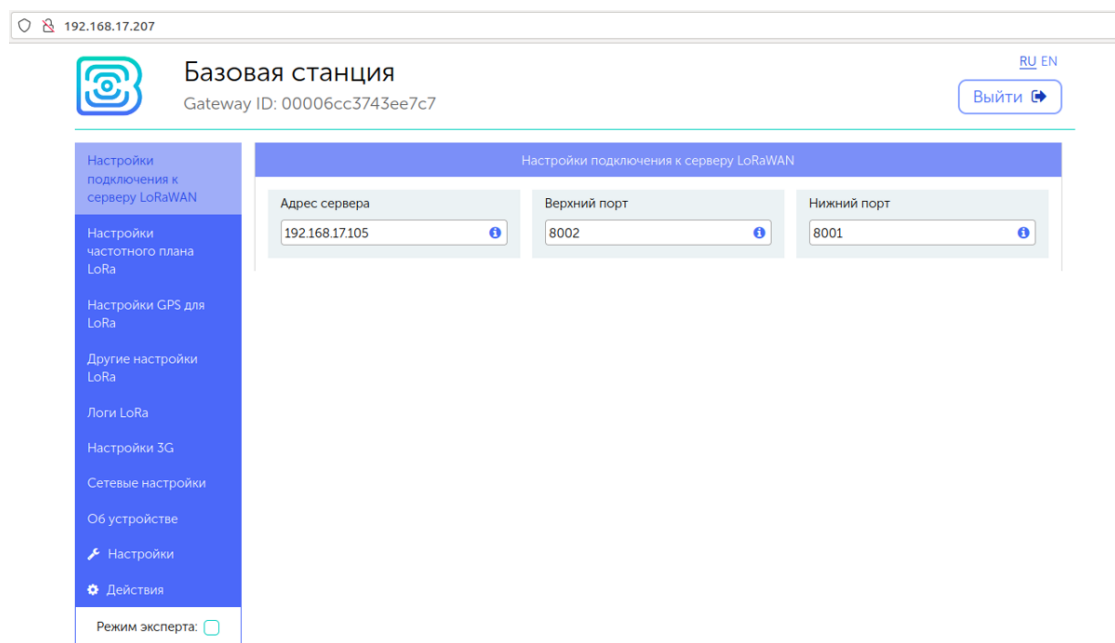 192.168.17.207
Базовая станция
Gateway ID: 00006cc3743ee7c7
RU EN
Выйти
Настройки
подключения к
серверу LoRaWAN
Настройки
частотного плана
LoRa
Настройки GPS для
LoRa
Другие настройки
LoRa
Логи LoRa
Настройки 3G
Сетевые настройки
Об устройстве
Настройки
Действия
Режим эксперта:
Настройки подключения к серверу LoRaWAN
Адрес сервера
192.168.17.105
Верхний порт
8002
Нижний порт
8001